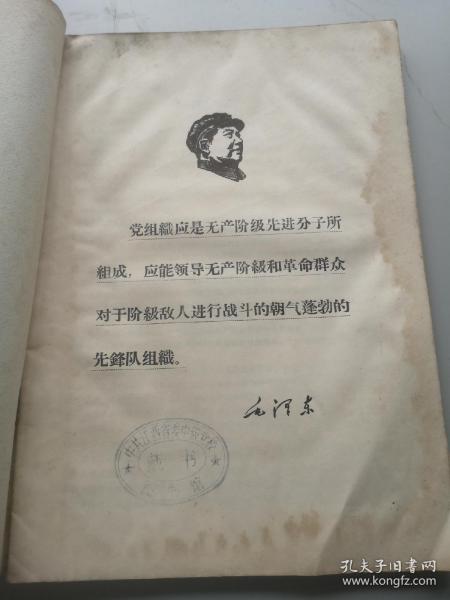 党组織应是无产阶级先进分子所
組成，应能領导无产阶級和革命群众
对于阶級敌人进行战斗的朝气蓬勃的
先鋒队组織。
毛泽东
孔夫子旧书网
www.kongfz.com